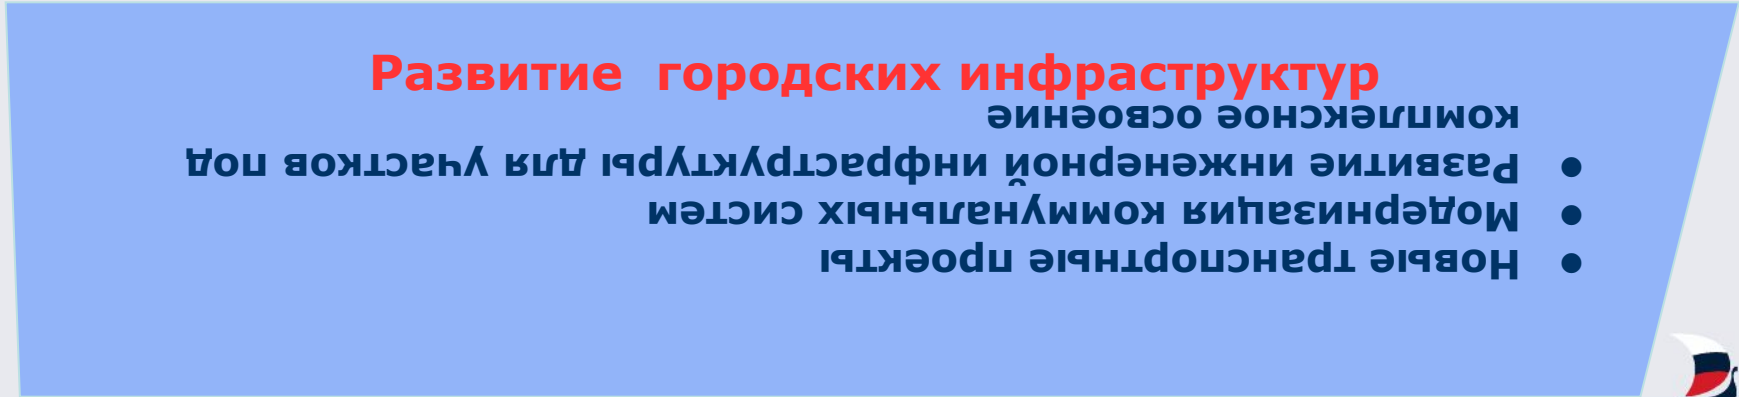 Развитие городских инфраструктур
Новые транспортные проекты
Модернизация коммунальных систем
Развитие инженерной инфраструктуры для участков под
комплексное освоение